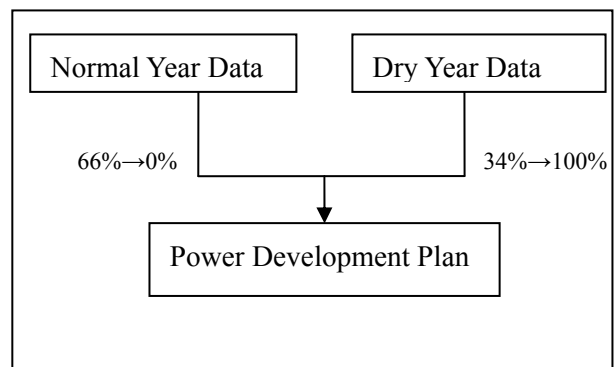 Normal Year Data
Dry Year Data
66%→0%
34%→100%
Power Development Plan